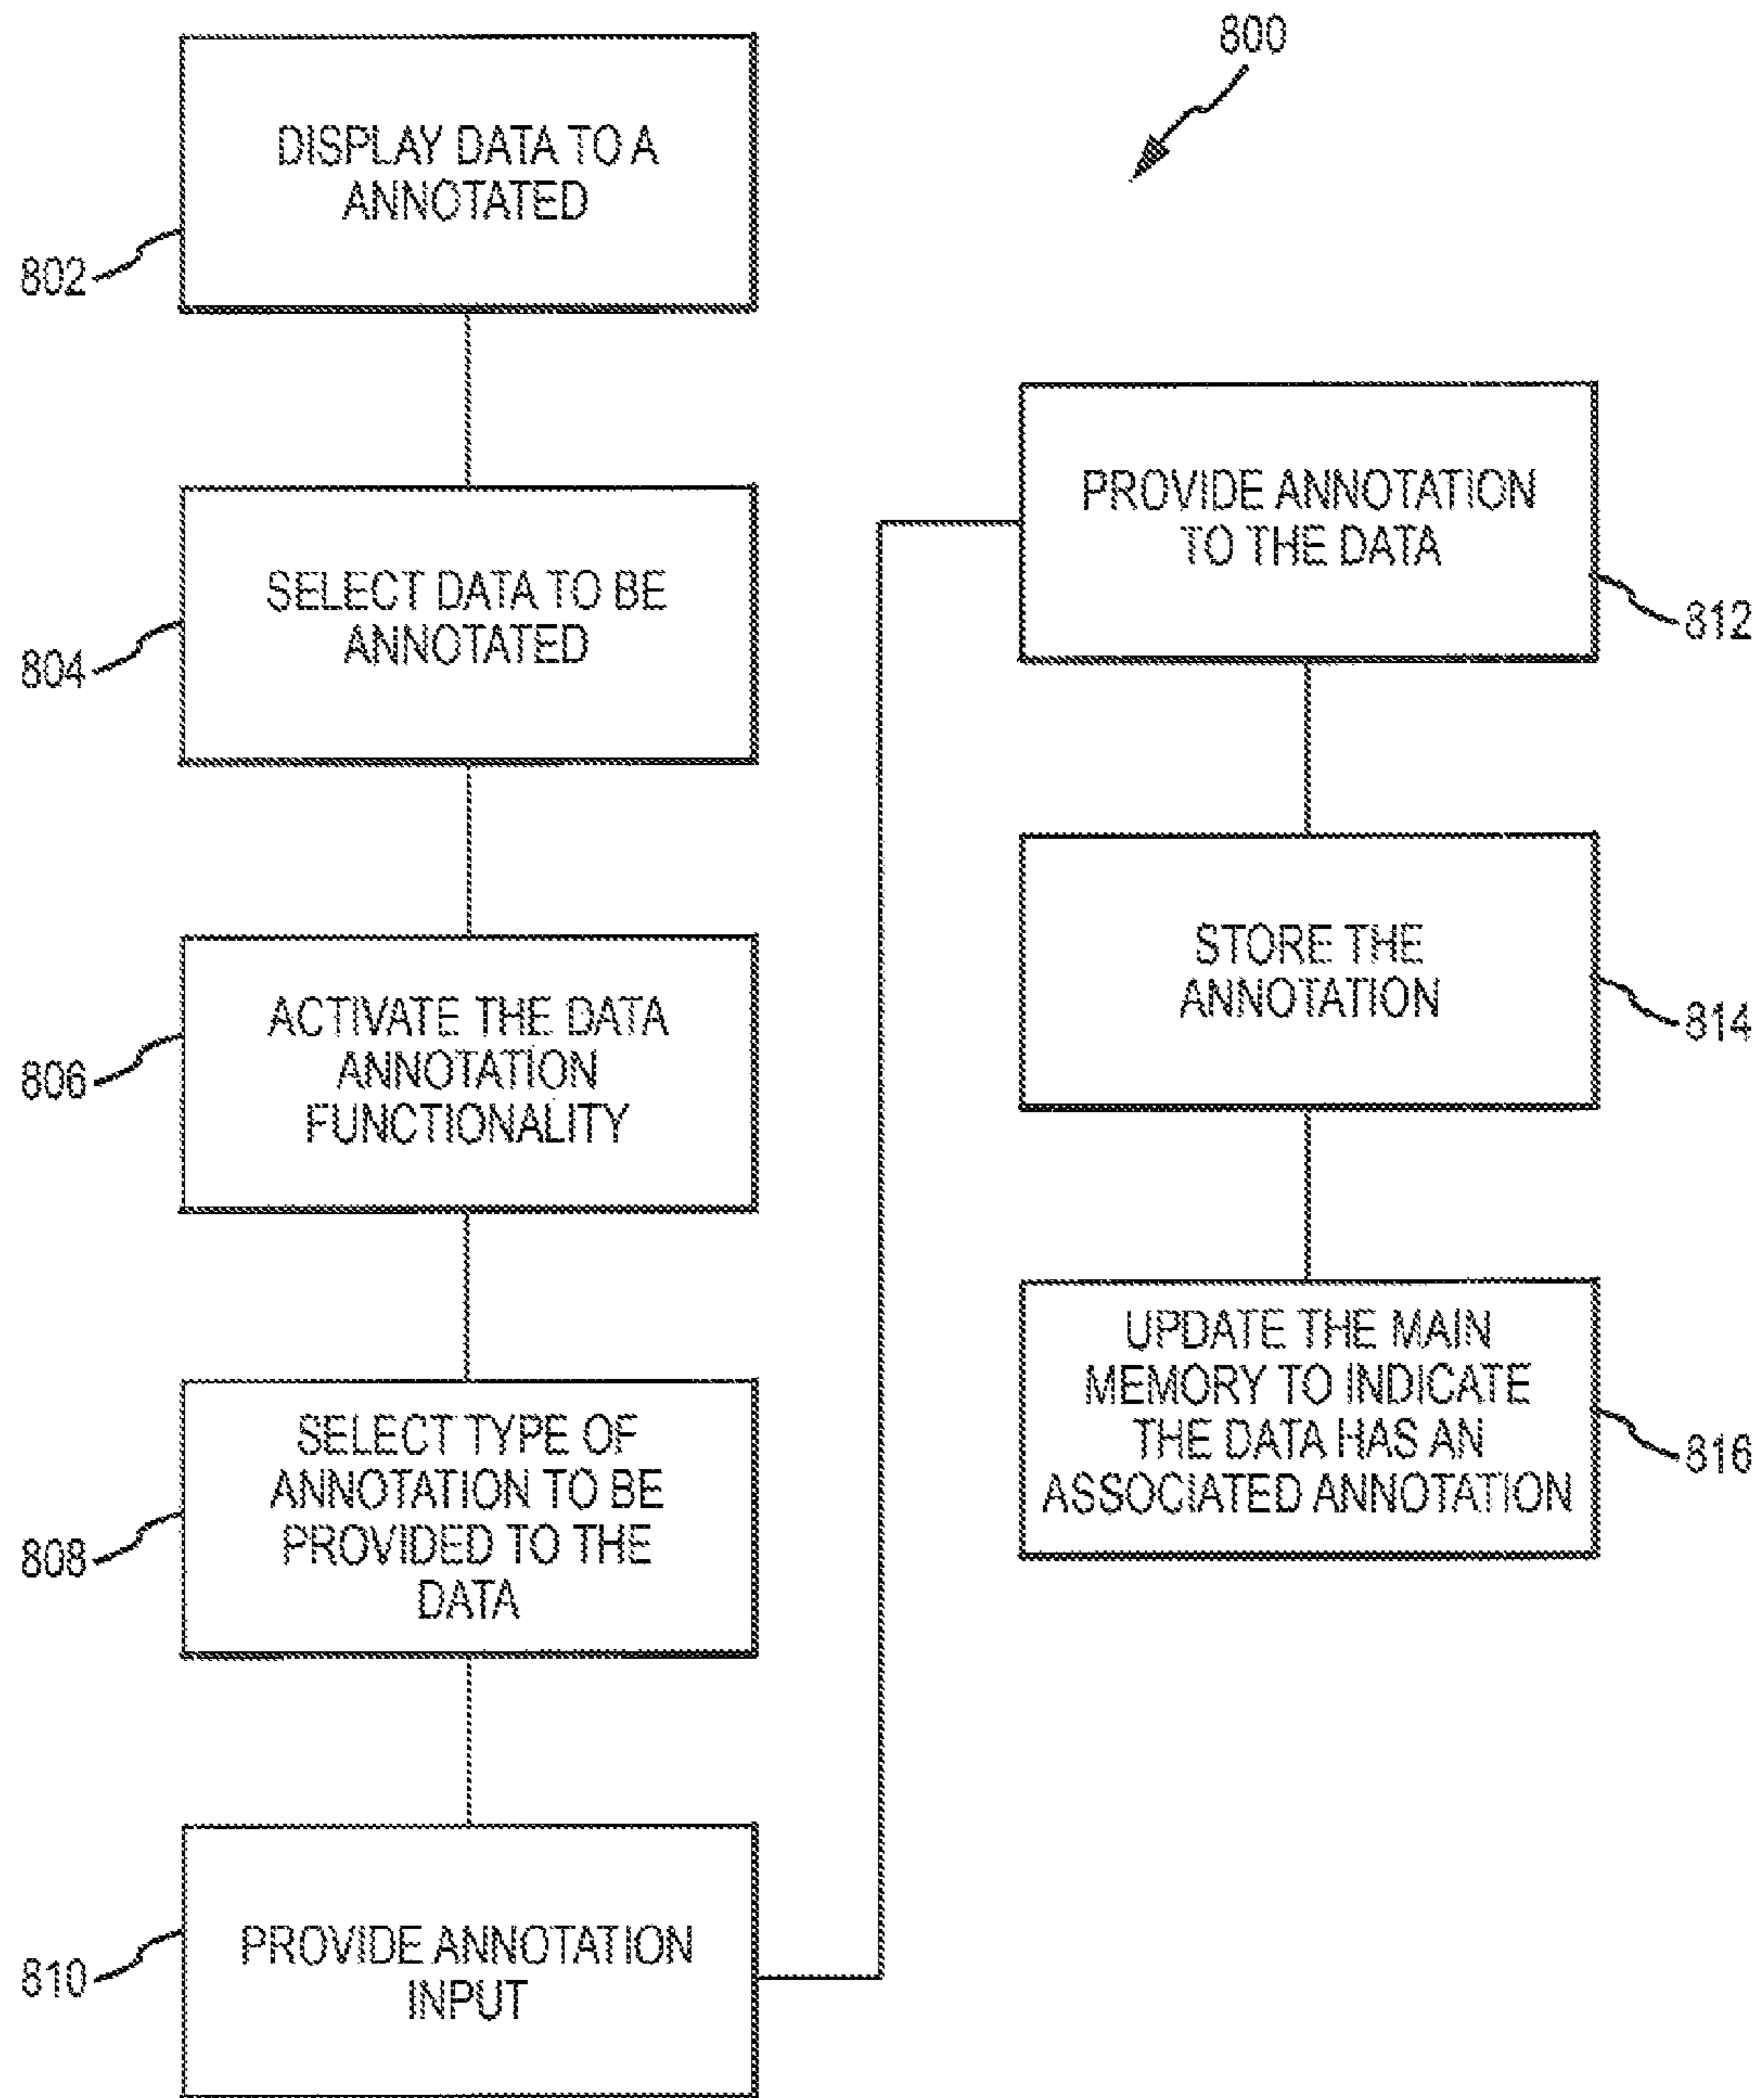 800
DISPLAY DATA TO A
ANNOTATED
802
SELECT DATA TO BE
ANNOTATED
804
ACTIVATE THE DATA
ANNOTATION
FUNCTIONALITY
806
SELECT TYPE OF
ANNOTATION TO BE
PROVIDED TO THE
DATA
808
PROVIDE ANNOTATION
INPUT
810
PROVIDE ANNOTATION
TO THE DATA
812
STORE THE
ANNOTATION
814
UPDATE THE MAIN
MEMORY TO INDICATE
THE DATA HAS AN
ASSOCIATED ANNOTATION
816